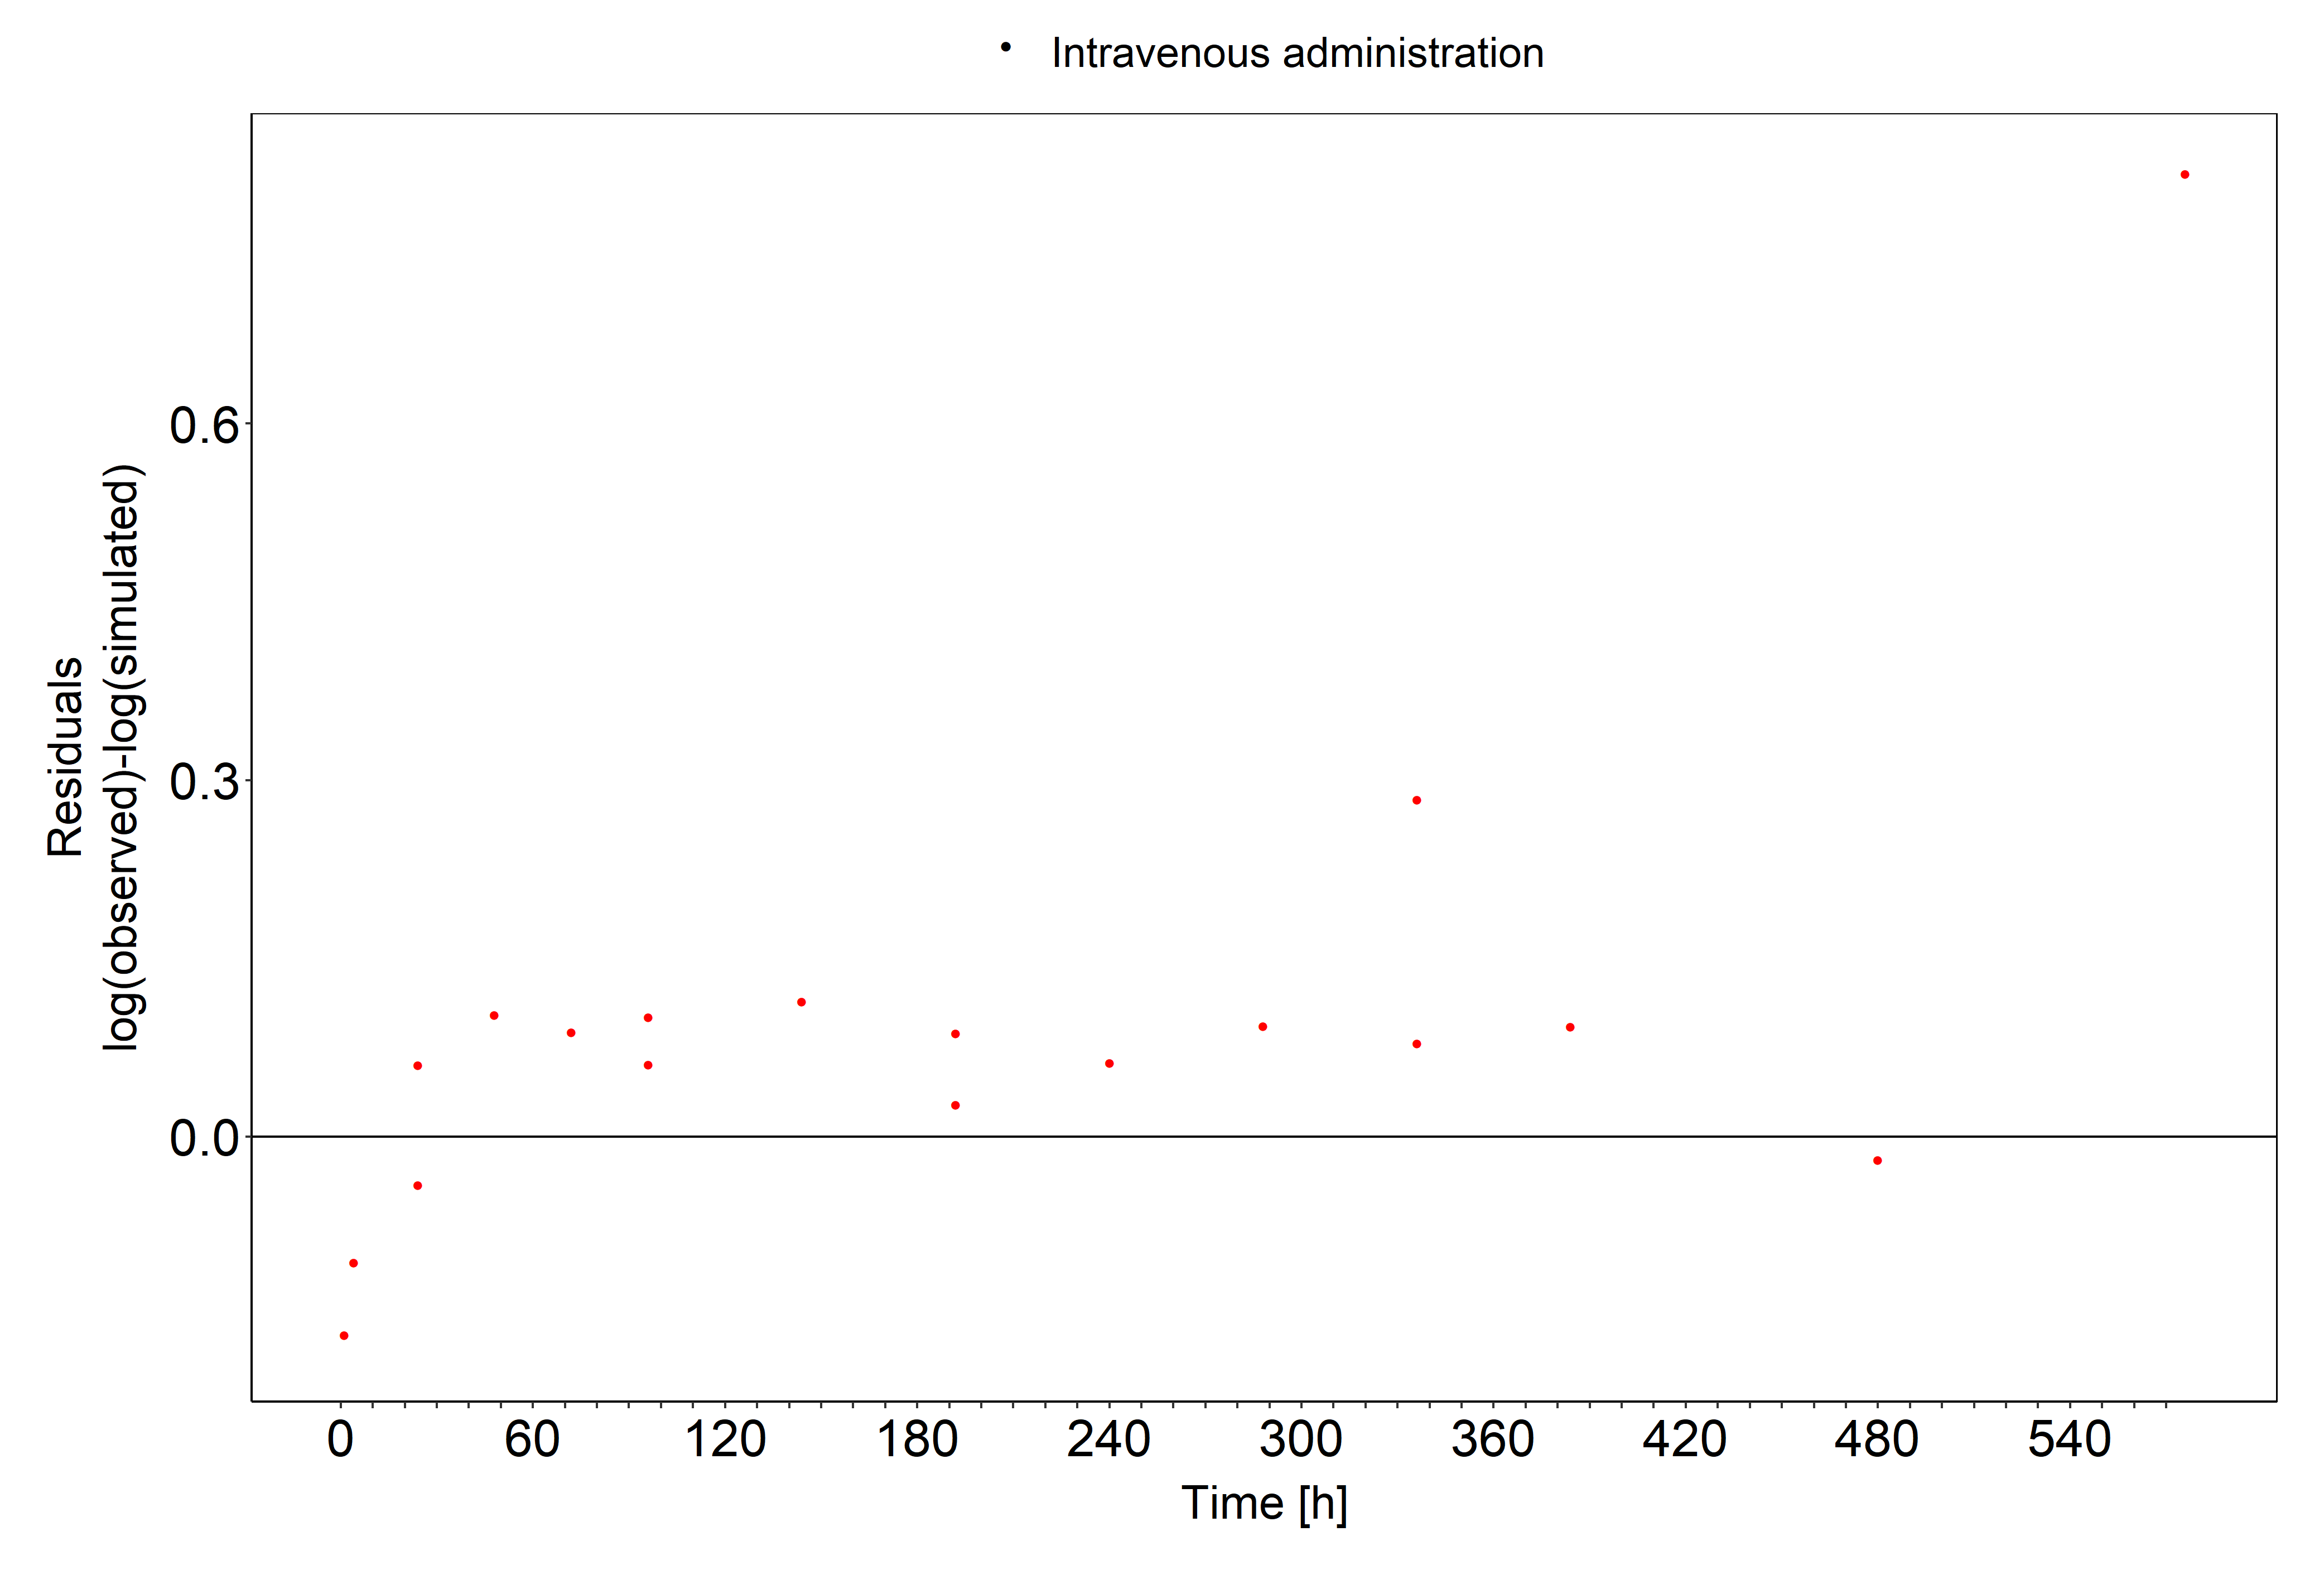 Intravenous administration
Residuals
log(observed)-log(simulated)
0.6
0.3
0.0
0 60 120 180 240 300 360 420 480 540
Time [h]